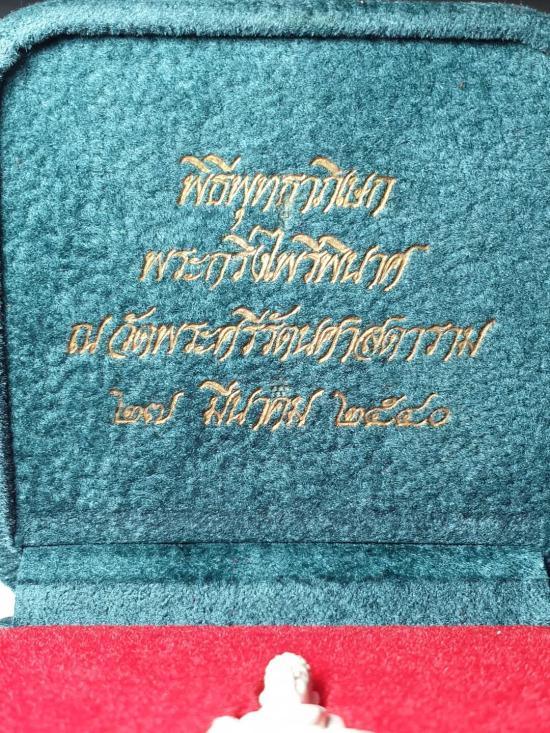 พิธีพุทธาภิเษก
พระกริ่งไพรีพินาศ
ณ วัดพระศรีรัตนศาสดาราม
๒๗ มีนาคม ๒๕๔๐